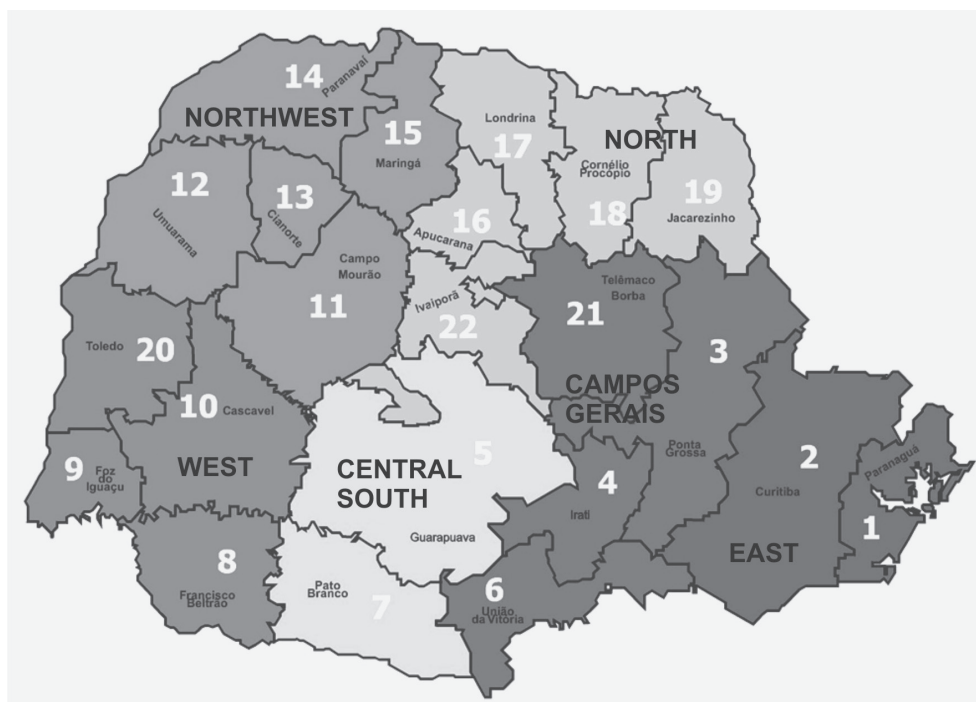 14
Paranavaí
NORTHWEST
15
Maringá
Londrina
17
NORTH
Cornélio
Procópio
18
19
Jacarezinho
12
Umuarama
13
Cianorte
16
Apucarana
Campo
Mourão
11
Ivaiporã
22
Telêmaco
Borba
21
3
Toledo
20
10
Cascavel
CAMPOS
GERAIS
9
Foz
do
Iguaçu
WEST
CENTRAL
SOUTH
5
Guarapuava
4
Irati
Ponta
Grossa
2
Curitiba
Paranaguá
1
EAST
8
Francisco
Beltrão
Pato
Branco
7
6
União
da Vitória